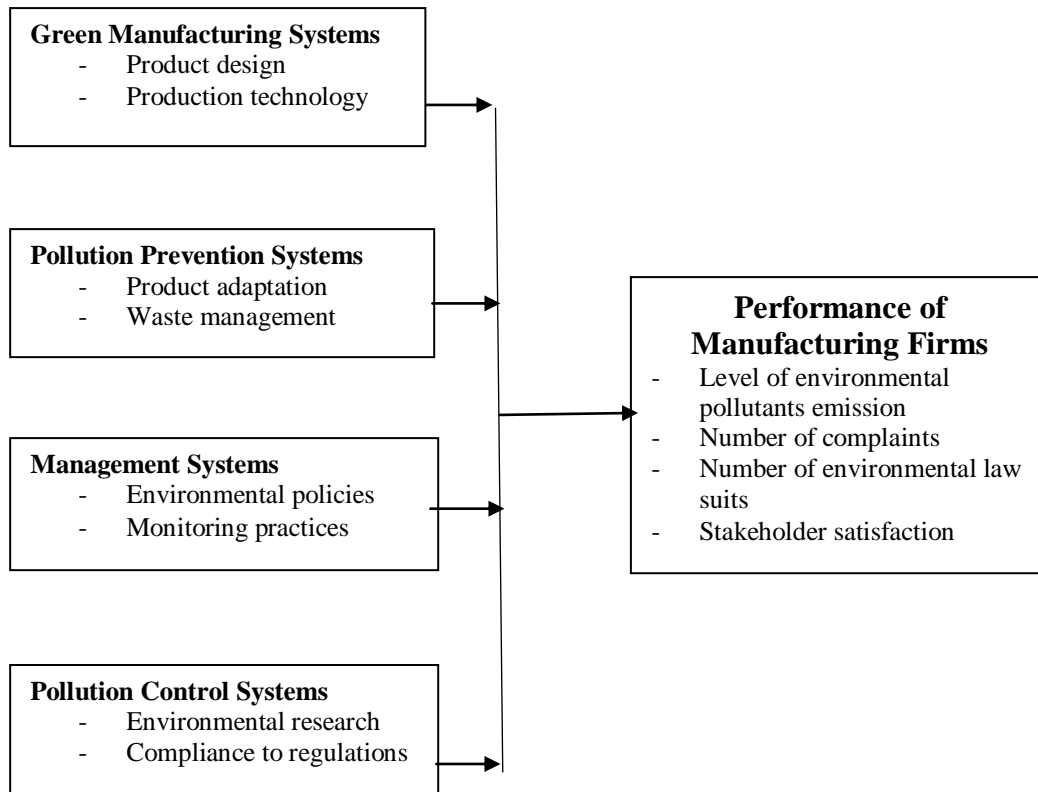 Green Manufacturing Systems
- Product design
- Production technology
Pollution Prevention Systems
- Product adaptation
- Waste management
Management Systems
- Environmental policies
- Monitoring practices
Pollution Control Systems
- Environmental research
- Compliance to regulations
Performance of
Manufacturing Firms
- Level of environmental
pollutants emission
- Number of complaints
- Number of environmental law
suits
- Stakeholder satisfaction